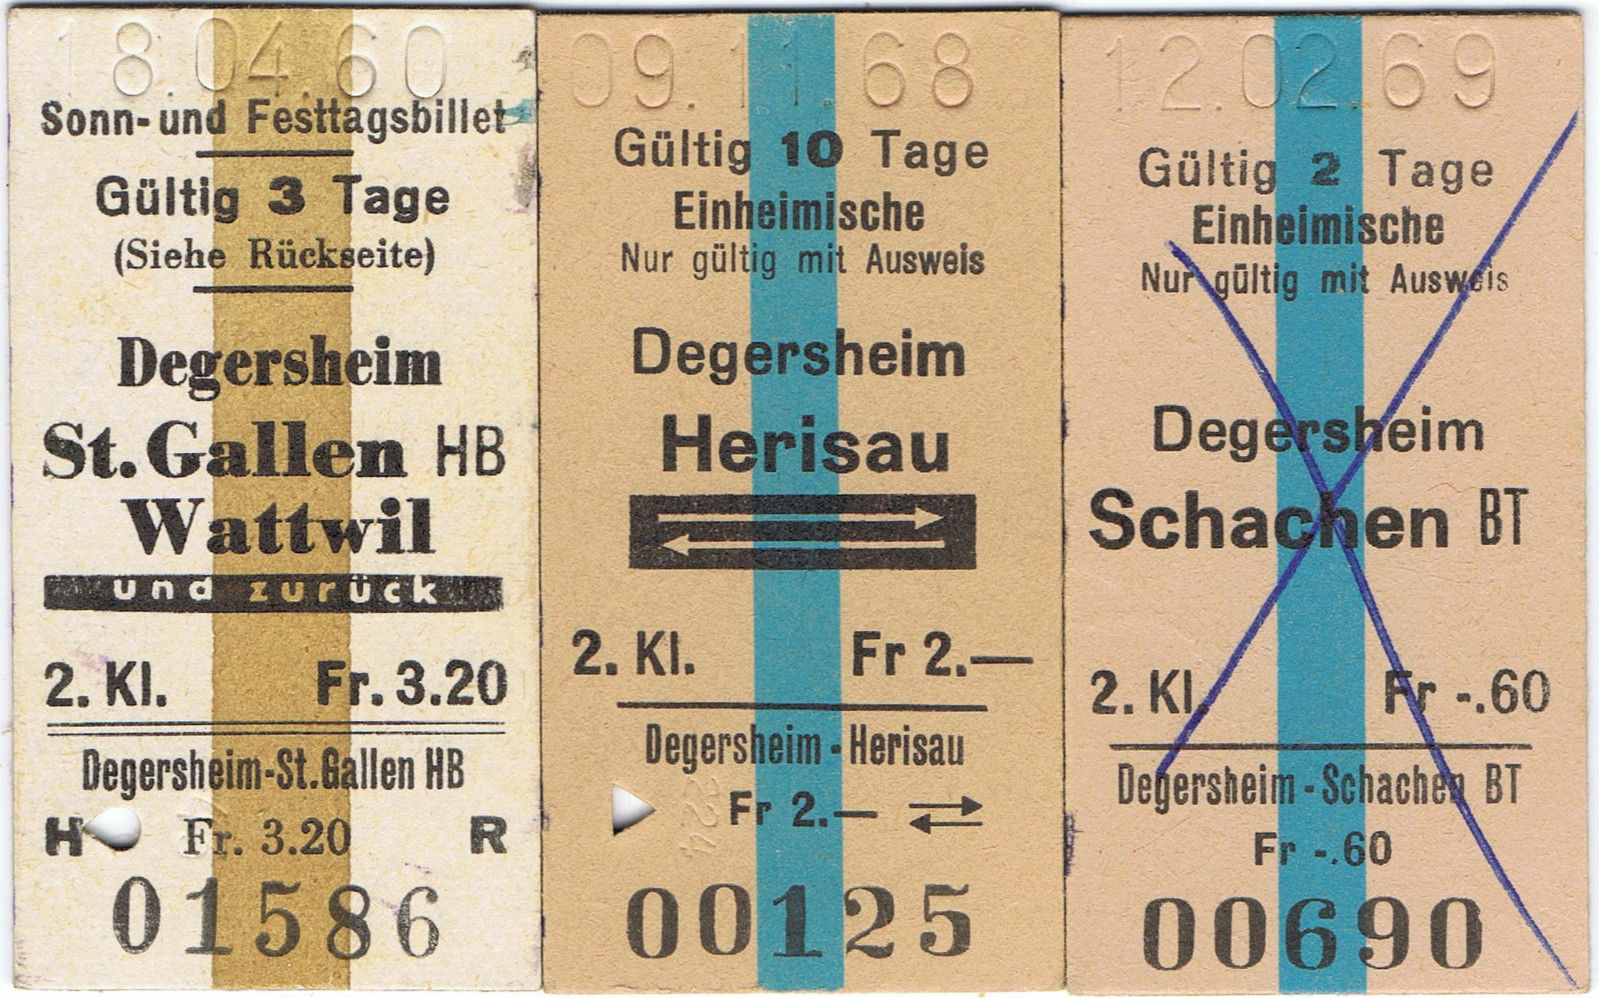 18.04.60
Sonn- und Festtagsbillet
Gültig 3 Tage
(Siehe Rückseite)
Degersheim
St. Gallen HB
Wattwil
und zurück
2. Kl. Fr. 3.20
Degersheim-St. Gallen HB
H Fr. 3.20 R
01586
09.11.68
Gültig 10 Tage
Einheimische
Nur gültig mit Ausweis
Degersheim
Herisau
2. Kl. Fr 2.—
Degersheim - Herisau
Fr 2.—
00125
12.02.69
Gültig 2 Tage
Einheimische
Nur gültig mit Ausweis
Degersheim
Schachen BT
2. Kl. Fr -.60
Degersheim - Schachen BT
Fr -.60
00690